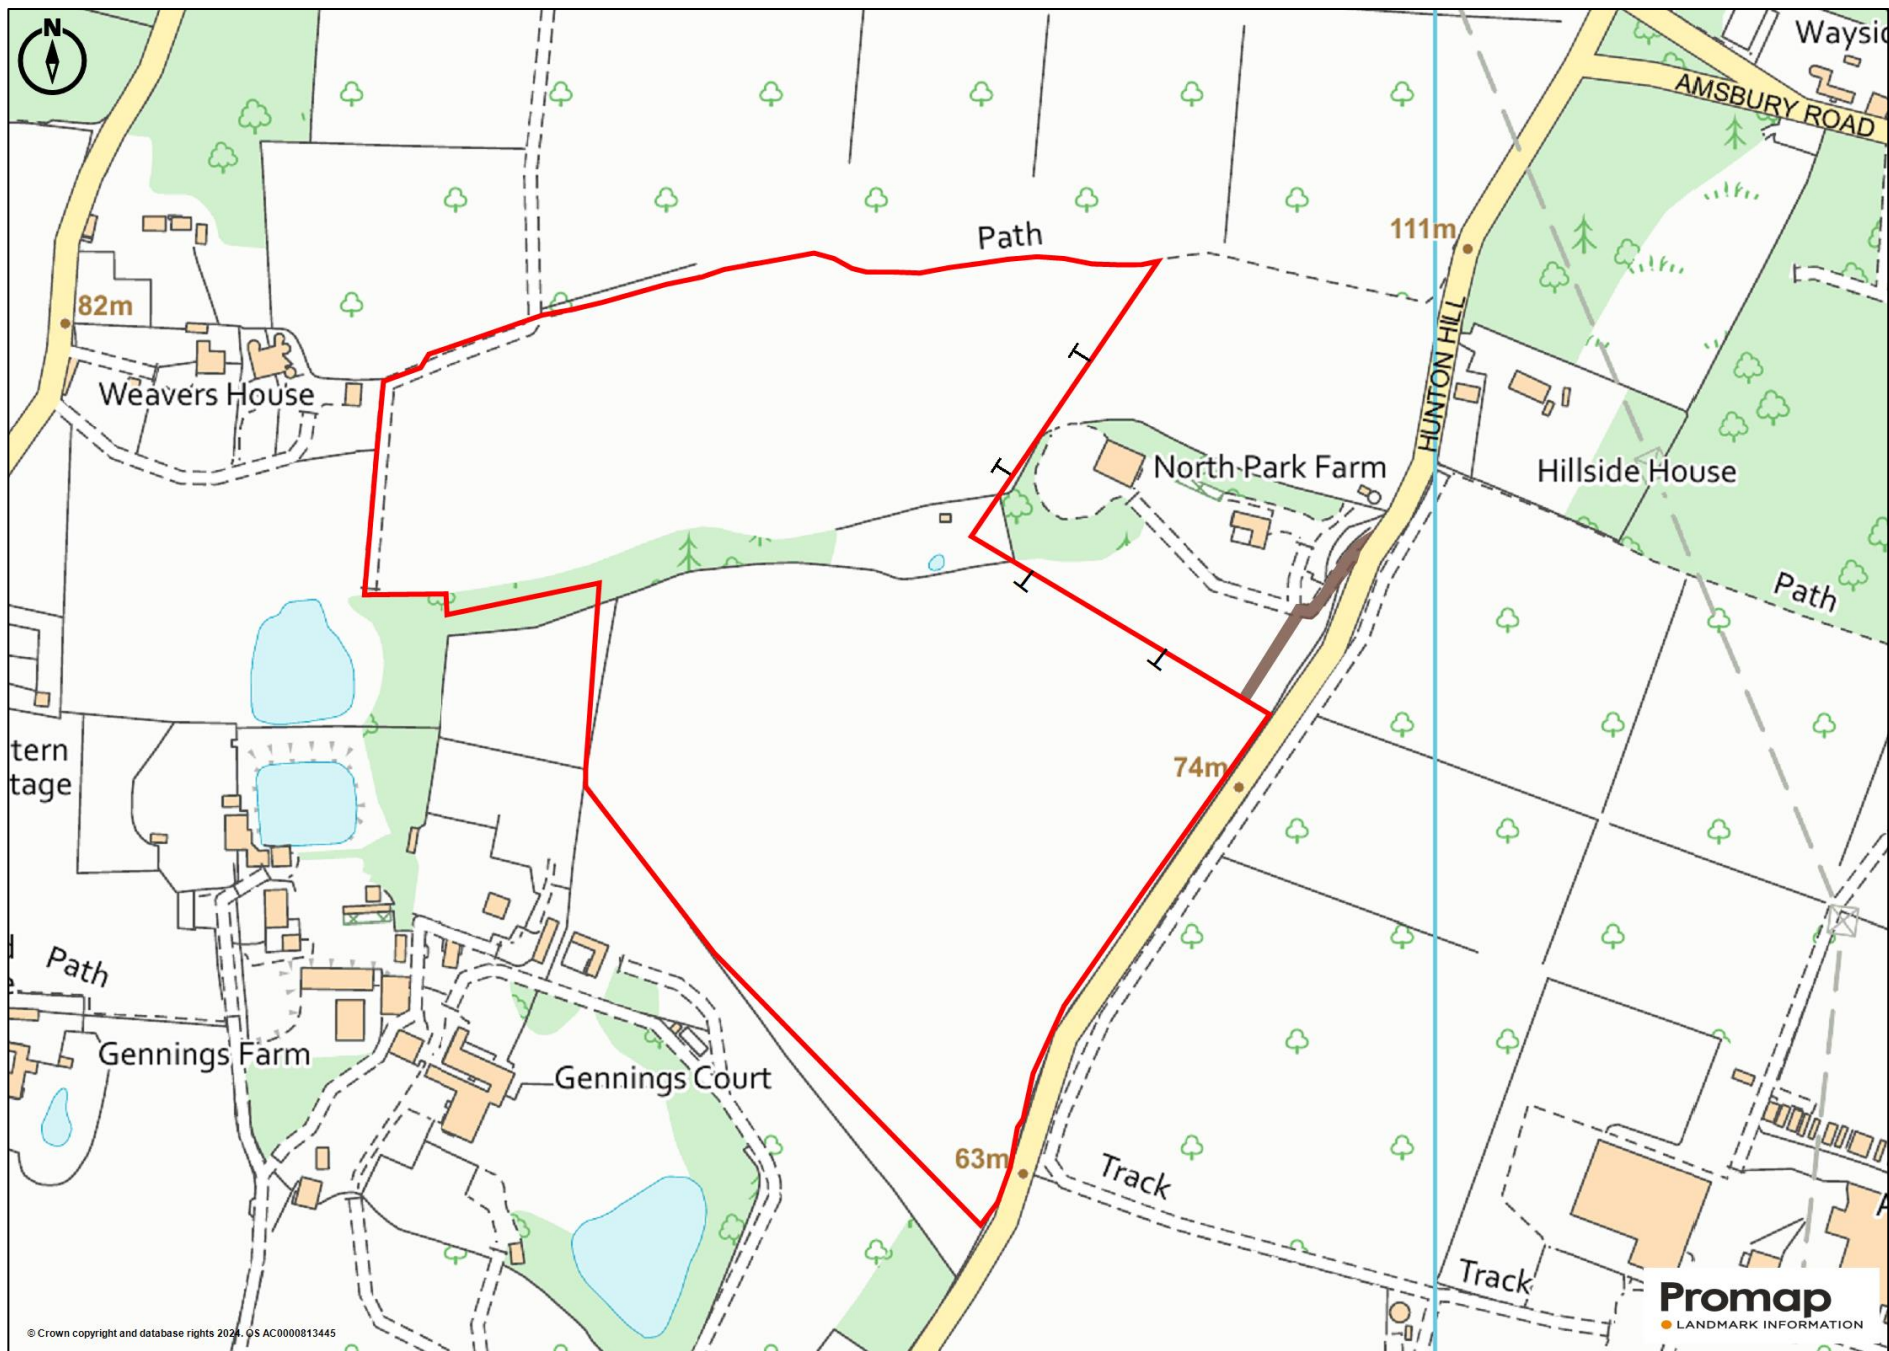 N
Waysid
AMSBURY ROAD
Path
111m
82m
HUNTON HILL
Weavers House
North Park Farm
Hillside House
Path
tern
tage
74m
Path
Gennings Farm
Gennings Court
63m
Track
Track
Promap
LANDMARK INFORMATION
© Crown copyright and database rights 2024. OS AC0000813445